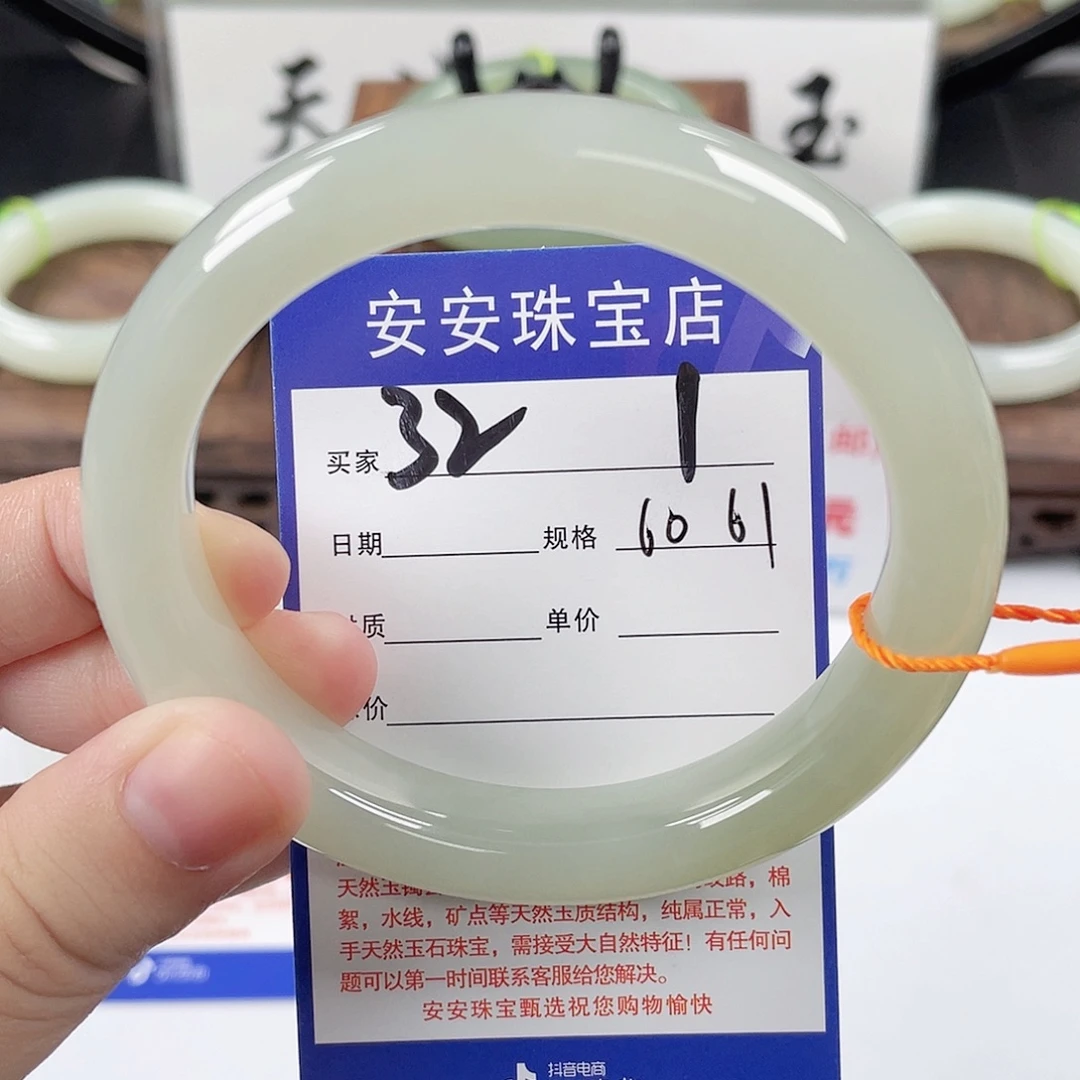 天 玉
安安珠宝店
买家 32 1
日期 规格 60 61
质 单价
价
天然玉镯 纹路，棉
絮，水线，矿点等天然玉质结构，纯属正常，入
手天然玉石珠宝，需接受大自然特征！有任何问
题可以第一时间联系客服给您解决。
安安珠宝甄选祝您购物愉快
抖音电商